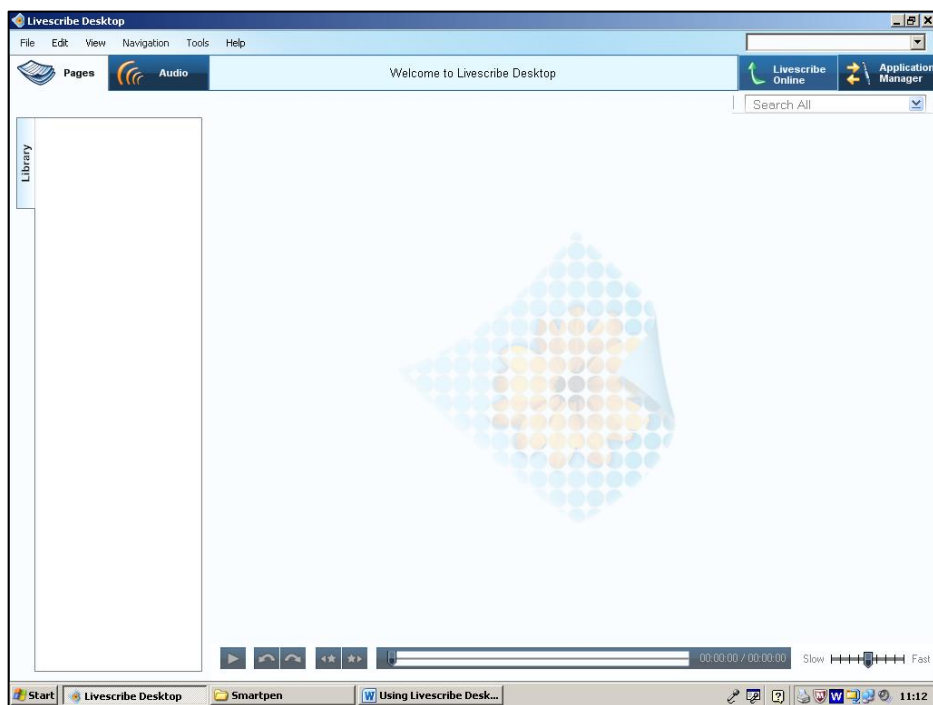 Livescribe Desktop
File Edit View Navigation Tools Help
Pages Audio Welcome to Livescribe Desktop Livescribe Online Application Manager
Search All
Library
00:00:00 / 00:00:00 Slow Fast
Start Livescribe Desktop Smartpen Using Livescribe Desk... 11:12